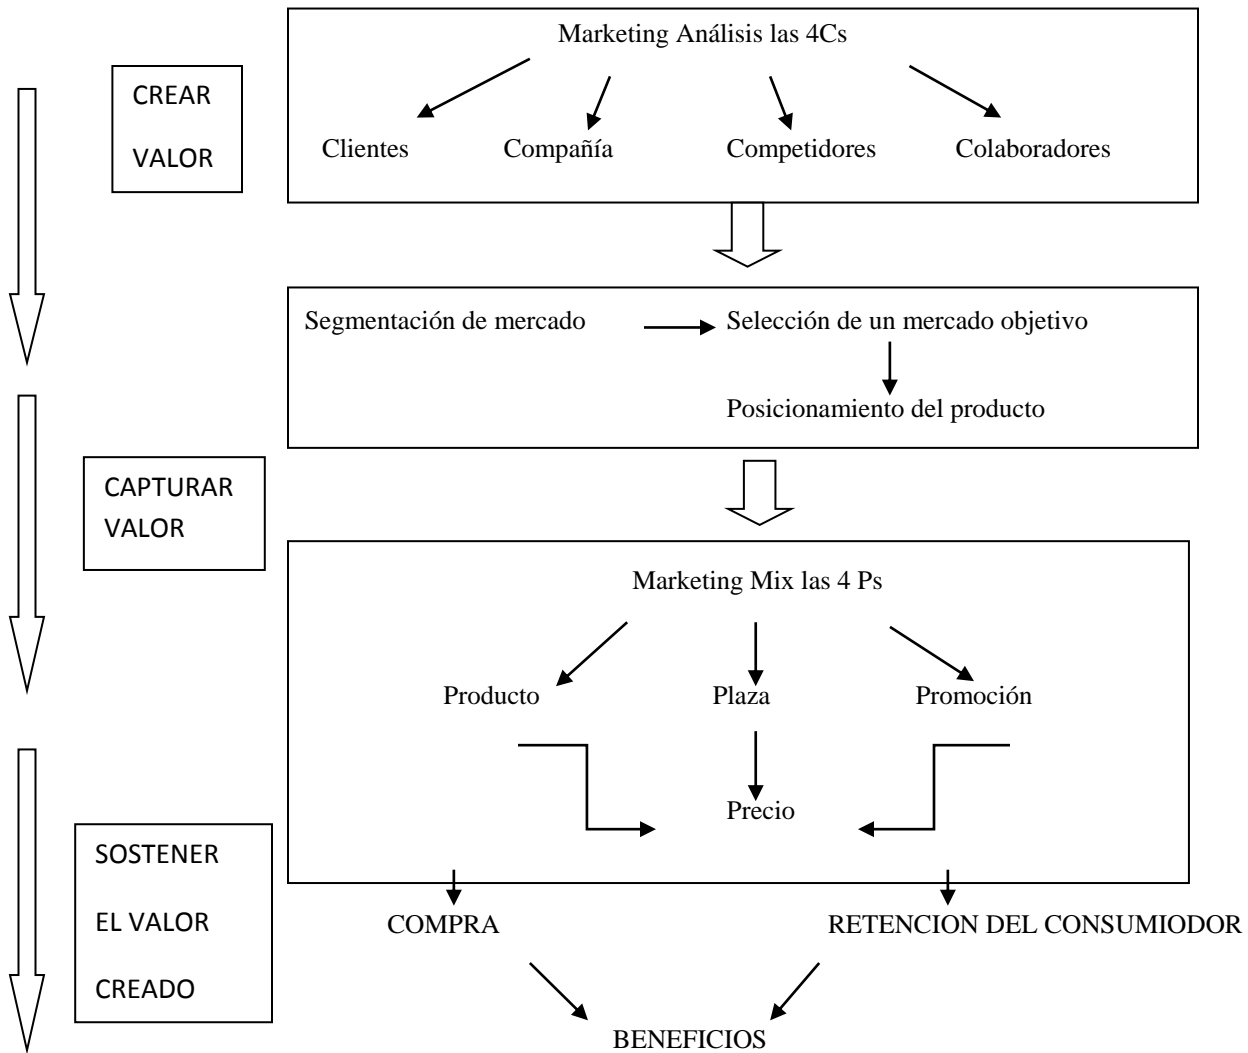 Marketing Análisis las 4Cs
CREAR
VALOR
Clientes
Compañía
Competidores
Colaboradores
Segmentación de mercado
Selección de un mercado objetivo
Posicionamiento del producto
CAPTURAR
VALOR
Marketing Mix las 4 Ps
Producto
Plaza
Promoción
Precio
SOSTENER
EL VALOR
CREADO
COMPRA
RETENCION DEL CONSUMIODOR
BENEFICIOS